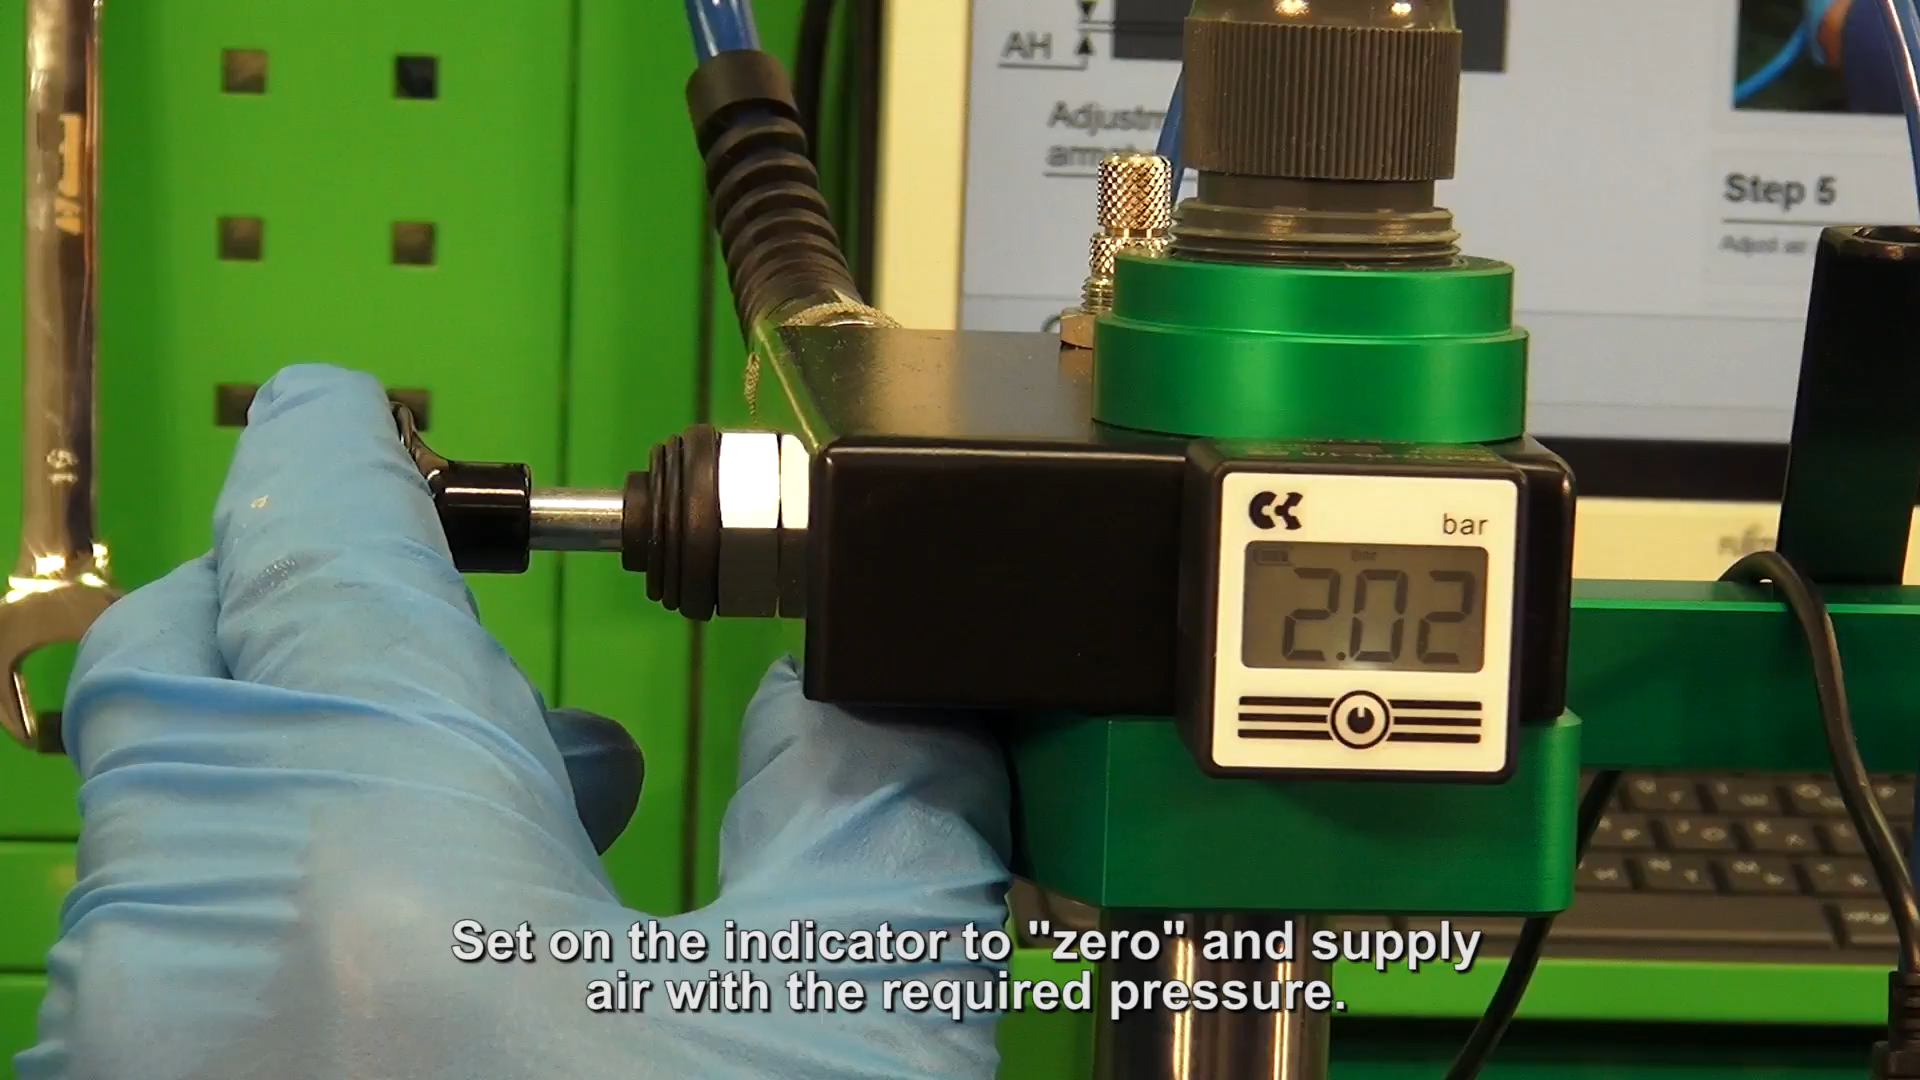 AH
Step 5
bar
2.02
Set on the indicator to "zero" and supply
air with the required pressure.